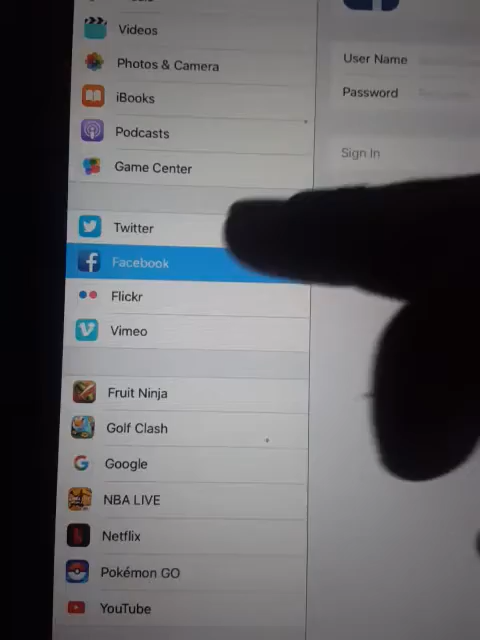 Videos
Photos & Camera
iBooks
Podcasts
Game Center
Twitter
Facebook
Flickr
Vimeo
Fruit Ninja
Golf Clash
Google
NBA LIVE
Netflix
Pokémon GO
YouTube
User Name
Password
Sign In